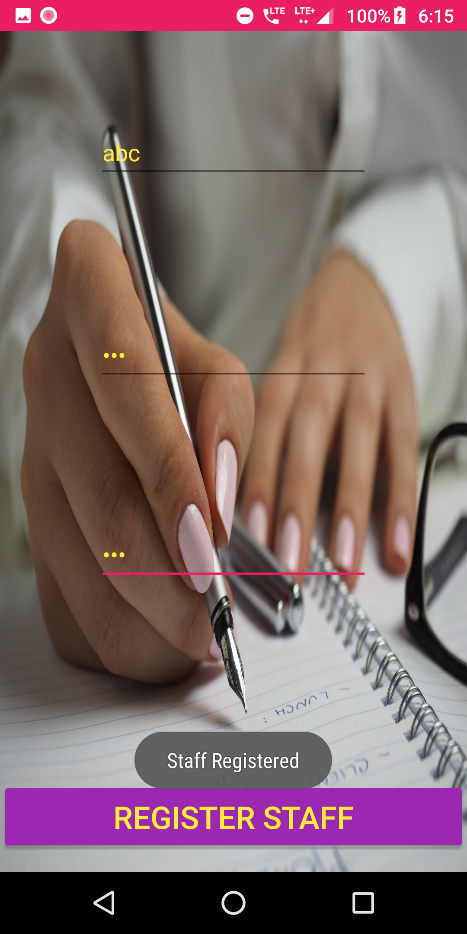 LTE LTE+ 100% 6:15
abc
•••
•••
- LUNCH :
Staff Registered
REGISTER STAFF